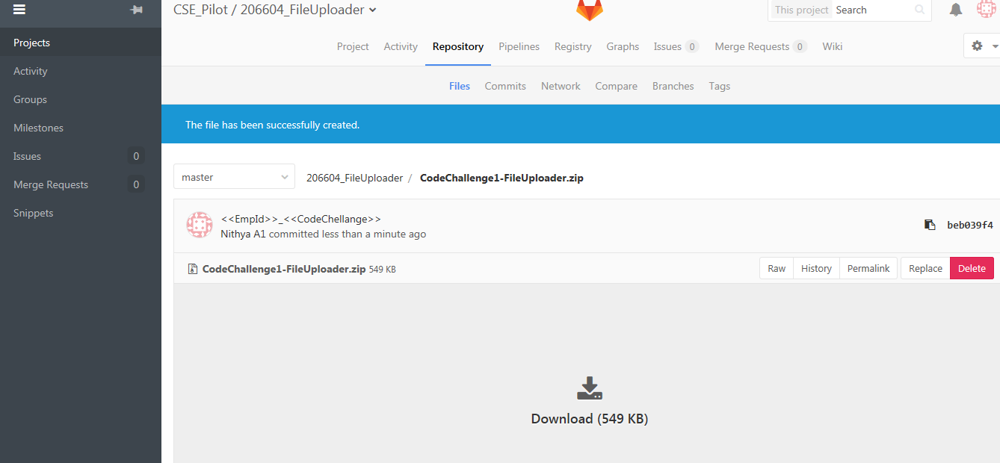 CSE_Pilot / 206604_FileUploader
This project Search
Projects
Activity
Groups
Milestones
Issues 0
Merge Requests 0
Snippets
Project Activity Repository Pipelines Registry Graphs Issues 0 Merge Requests 0 Wiki
Files Commits Network Compare Branches Tags
The file has been successfully created.
master 206604_FileUploader / CodeChallenge1-FileUploader.zip
<<EmpId>>_<<CodeChellange>>
Nithya A1 committed less than a minute ago
beb039f4
CodeChallenge1-FileUploader.zip 549 KB
Raw History Permalink Replace Delete
Download (549 KB)